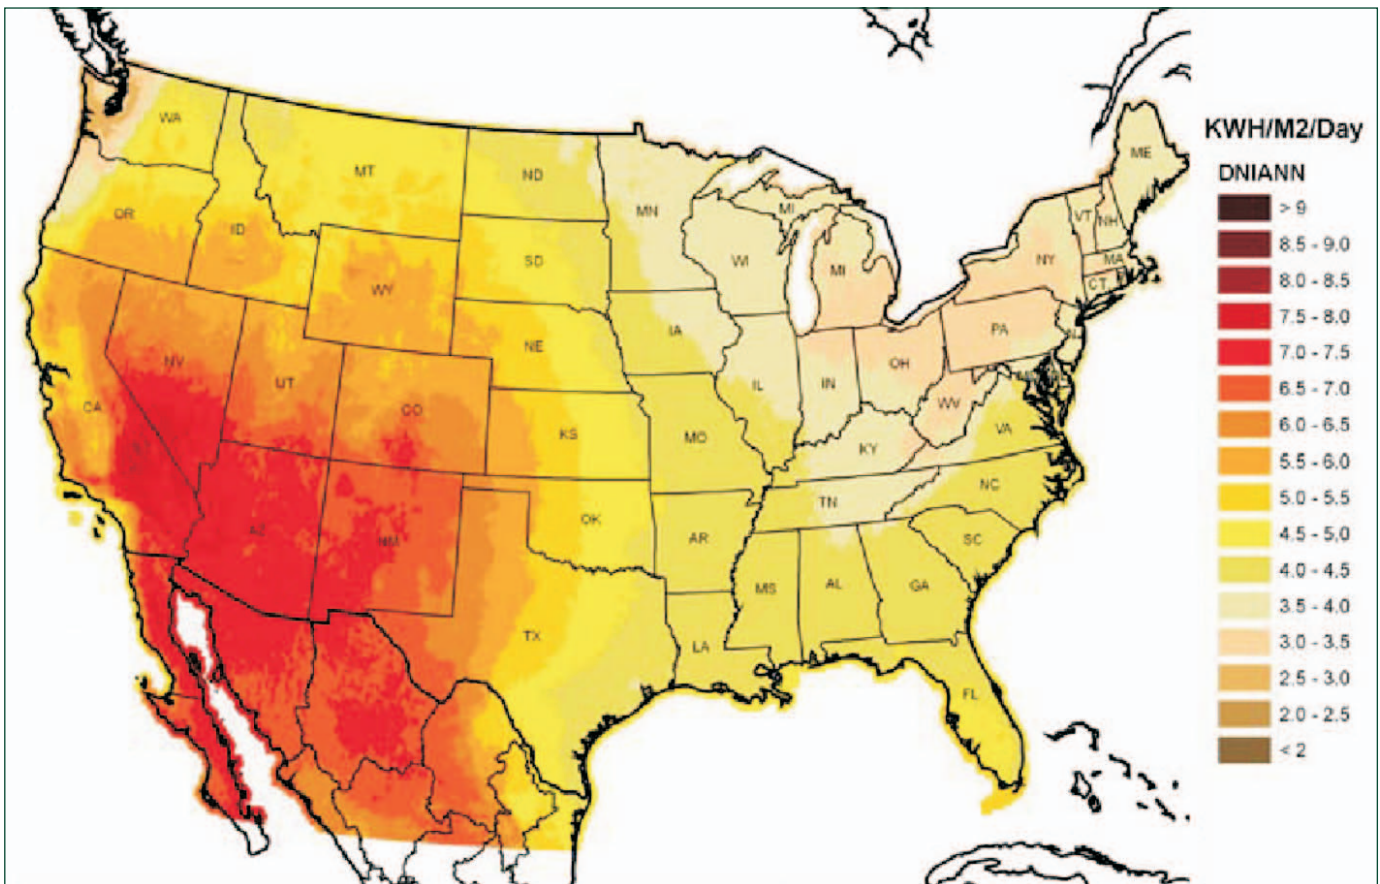 WA
MT
ND
MN
ME
OR
ID
SD
WI
MI
MI
VT
NH
NY
MA
CT
WY
NE
IA
PA
NV
UT
CO
IL
IN
OH
WV
CA
KS
MO
KY
VA
AZ
NM
OK
AR
TN
NC
SC
TX
LA
MS
AL
GA
FL
KWH/M2/Day
DNIANN
> 9
8.5 - 9.0
8.0 - 8.5
7.5 - 8.0
7.0 - 7.5
6.5 - 7.0
6.0 - 6.5
5.5 - 6.0
5.0 - 5.5
4.5 - 5.0
4.0 - 4.5
3.5 - 4.0
3.0 - 3.5
2.5 - 3.0
2.0 - 2.5
< 2